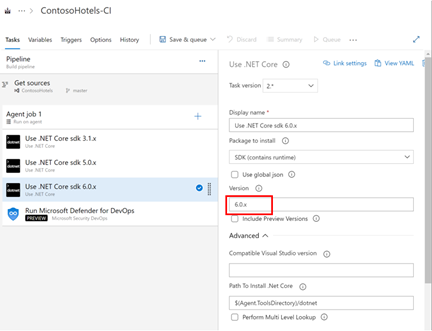 ··· > ContosoHotels-CI
Tasks Variables Triggers Options History Save & queue Discard Summary Queue ···
Pipeline
Build pipeline
Get sources
ContosoHotels master
Agent job 1
Run on agent
Use .NET Core sdk 3.1.x
Use .NET Core
Use .NET Core sdk 5.0.x
Use .NET Core
Use .NET Core sdk 6.0.x
Use .NET Core
Run Microsoft Defender for DevOps
PREVIEW Microsoft Security DevOps
Use .NET Core
Link settings View YAML
Task version 2.*
Display name *
Use .NET Core sdk 6.0.x
Package to install
SDK (contains runtime)
Use global json
Version
6.0.x
Include Preview Versions
Advanced
Compatible Visual Studio version
Path To Install .Net Core
$(Agent.ToolsDirectory)/dotnet
Perform Multi Level Lookup